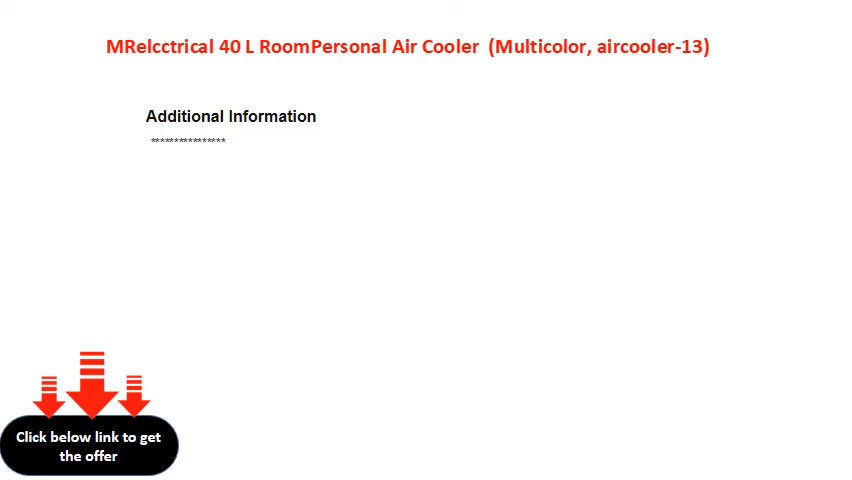 MRelcctrical 40 L RoomPersonal Air Cooler (Multicolor, aircooler-13)
Additional Information
****************
Click below link to get
the offer